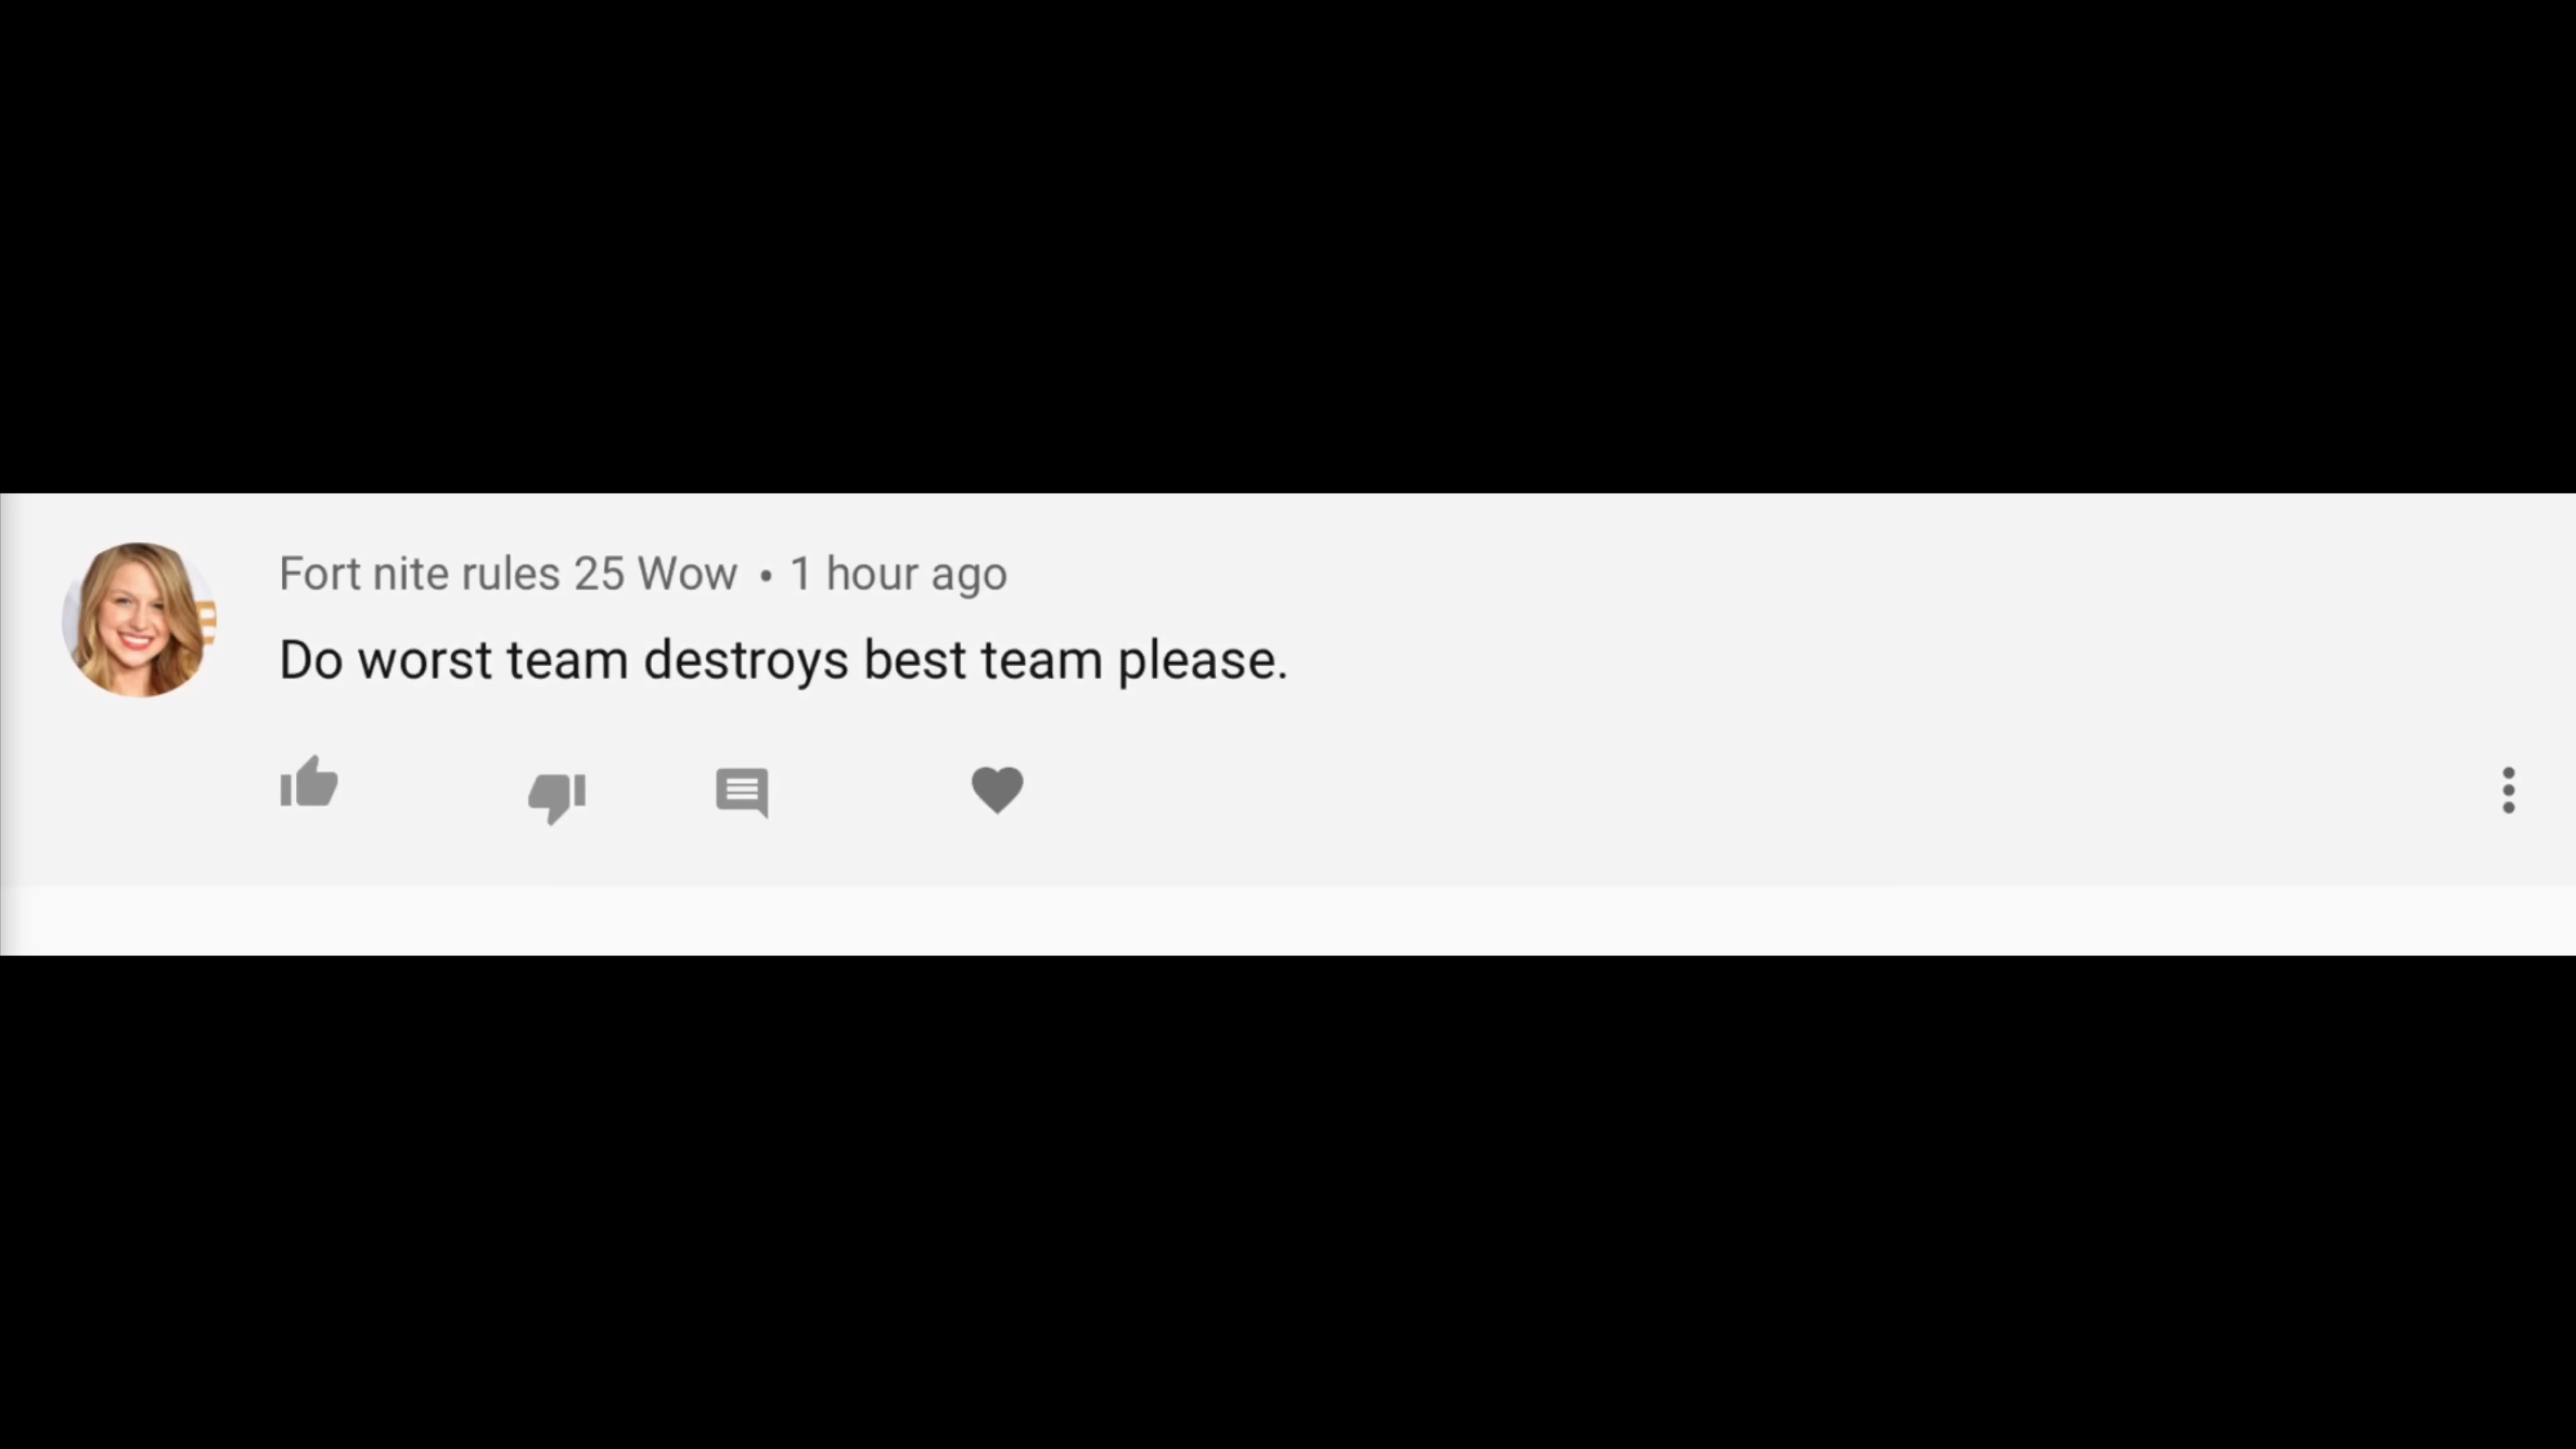 Fort nite rules 25 Wow • 1 hour ago
Do worst team destroys best team please.